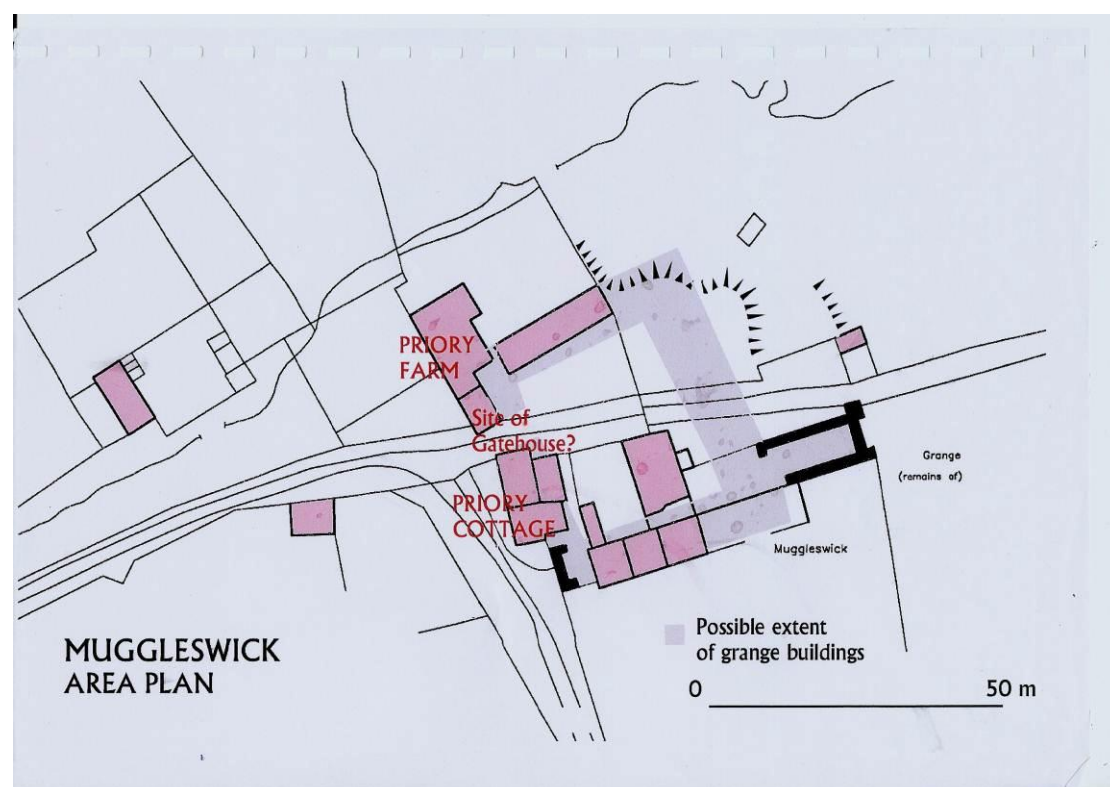 PRIORY
FARM
Site of
Gatehouse?
PRIORY
COTTAGE
Grange
(remains of)
Muggleswick
MUGGLESWICK
AREA PLAN
Possible extent
of grange buildings
0 50 m